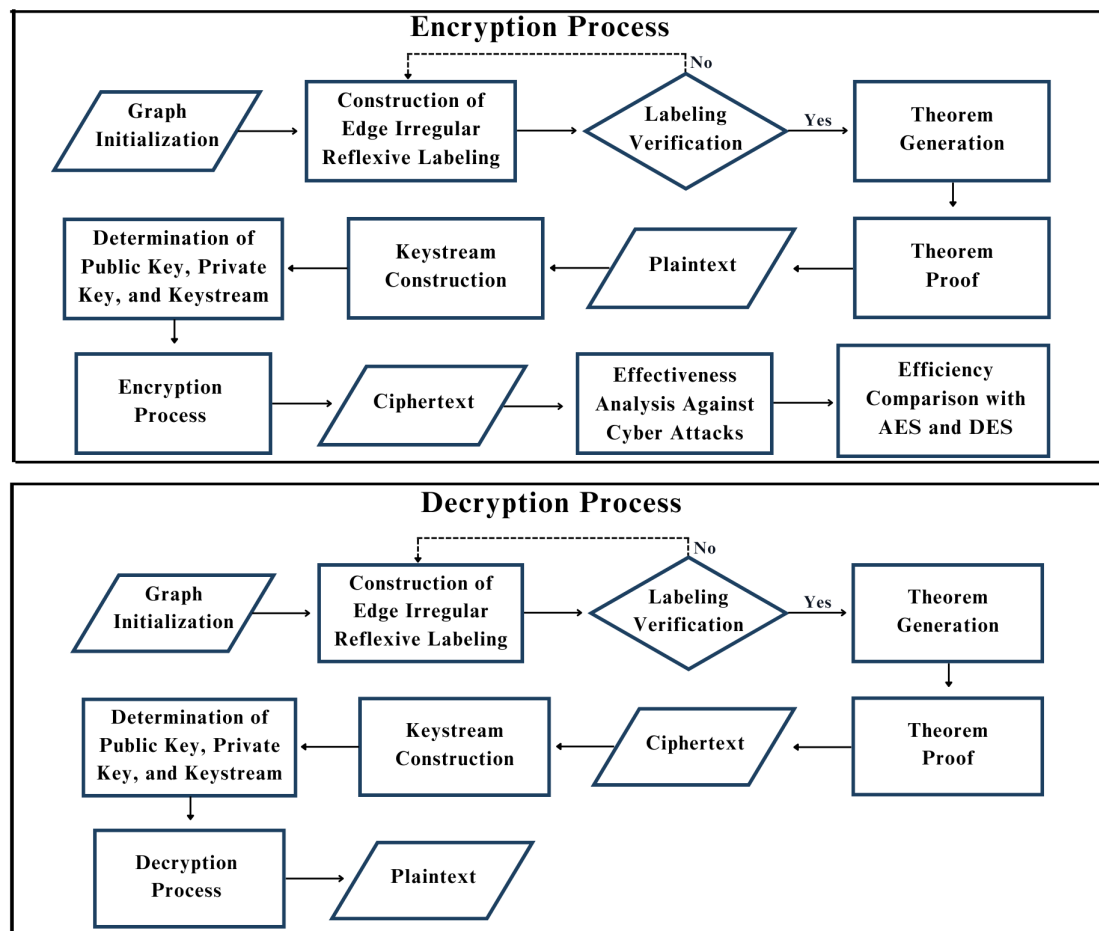 Encryption Process
No
Graph
Initialization
Construction of
Edge Irregular
Reflexive Labeling
Labeling
Verification
Yes
Theorem
Generation
Determination of
Public Key, Private
Key, and Keystream
Keystream
Construction
Plaintext
Theorem
Proof
Encryption
Process
Ciphertext
Effectiveness
Analysis Against
Cyber Attacks
Efficiency
Comparison with
AES and DES
Decryption Process
No
Graph
Initialization
Construction of
Edge Irregular
Reflexive Labeling
Labeling
Verification
Yes
Theorem
Generation
Determination of
Public Key, Private
Key, and Keystream
Keystream
Construction
Ciphertext
Theorem
Proof
Decryption
Process
Plaintext